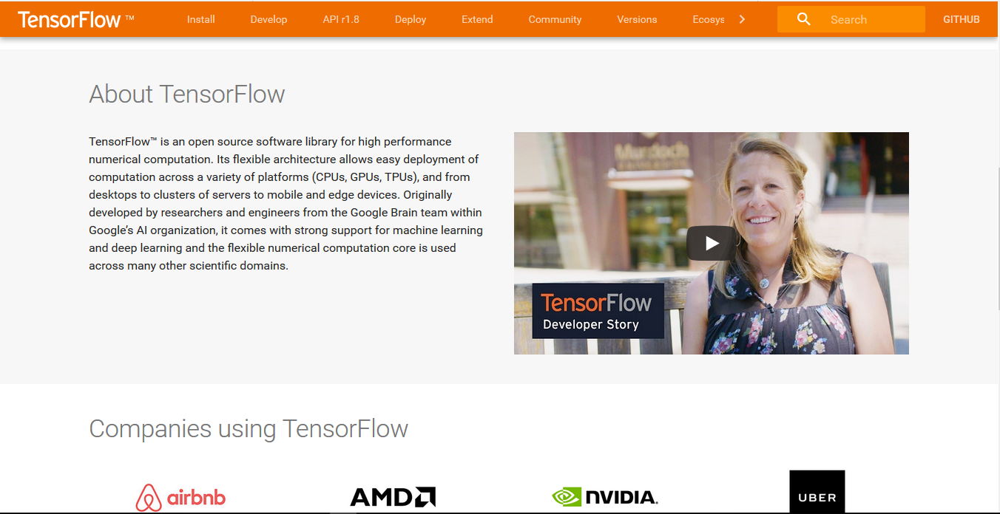 TensorFlow™
Install
Develop
API r1.8
Deploy
Extend
Community
Versions
Ecosys
Search
GITHUB
About TensorFlow
TensorFlow™ is an open source software library for high performance
numerical computation. Its flexible architecture allows easy deployment of
computation across a variety of platforms (CPUs, GPUs, TPUs), and from
desktops to clusters of servers to mobile and edge devices. Originally
developed by researchers and engineers from the Google Brain team within
Google’s AI organization, it comes with strong support for machine learning
and deep learning and the flexible numerical computation core is used
across many other scientific domains.
Murdoch
TensorFlow
Developer Story
Companies using TensorFlow
airbnb
AMD
NVIDIA.
UBER